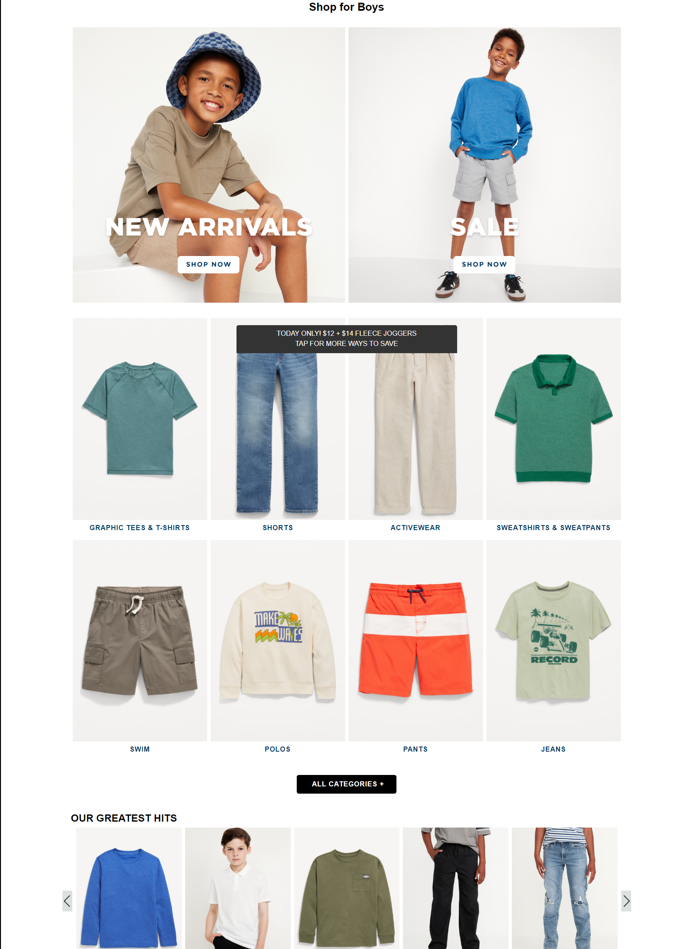 Shop for Boys
NEW ARRIVALS
SHOP NOW
SALE
SHOP NOW
TODAY ONLY! $12 + $14 FLEECE JOGGERS
TAP FOR MORE WAYS TO SAVE
GRAPHIC TEES & T-SHIRTS
SHORTS
ACTIVEWEAR
SWEATSHIRTS & SWEATPANTS
MAKE
WAVES
RECORD
SWIM
POLOS
PANTS
JEANS
ALL CATEGORIES +
OUR GREATEST HITS